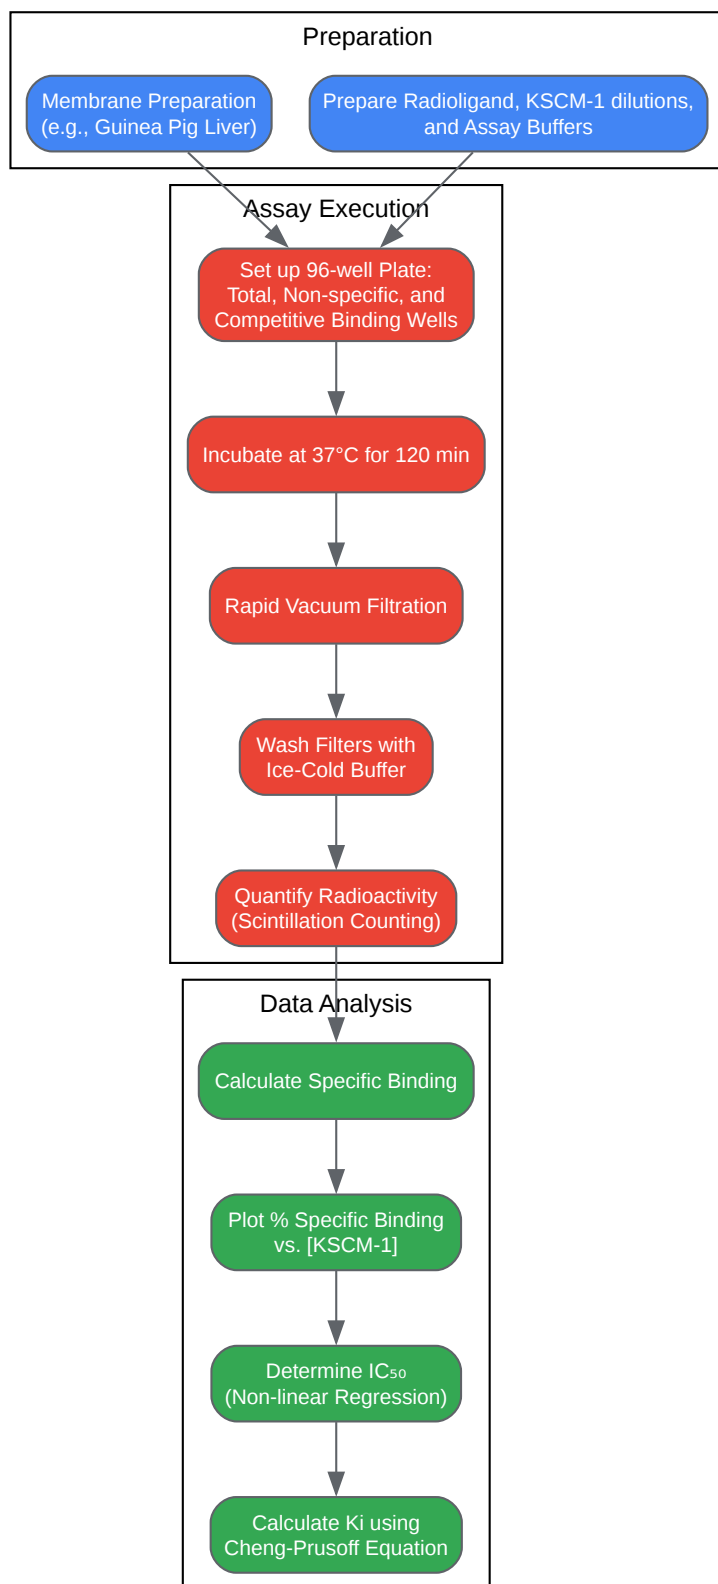 Preparation
Membrane Preparation
(e.g., Guinea Pig Liver)
Prepare Radioligand, KSCM-1 dilutions,
and Assay Buffers
Assay Execution
Set up 96-well Plate:
Total, Non-specific, and
Competitive Binding Wells
Incubate at 37°C for 120 min
Rapid Vacuum Filtration
Wash Filters with
Ice-Cold Buffer
Quantify Radioactivity
(Scintillation Counting)
Data Analysis
Calculate Specific Binding
Plot % Specific Binding
vs. [KSCM-1]
Determine IC₅₀
(Non-linear Regression)
Calculate Ki using
Cheng-Prusoff Equation